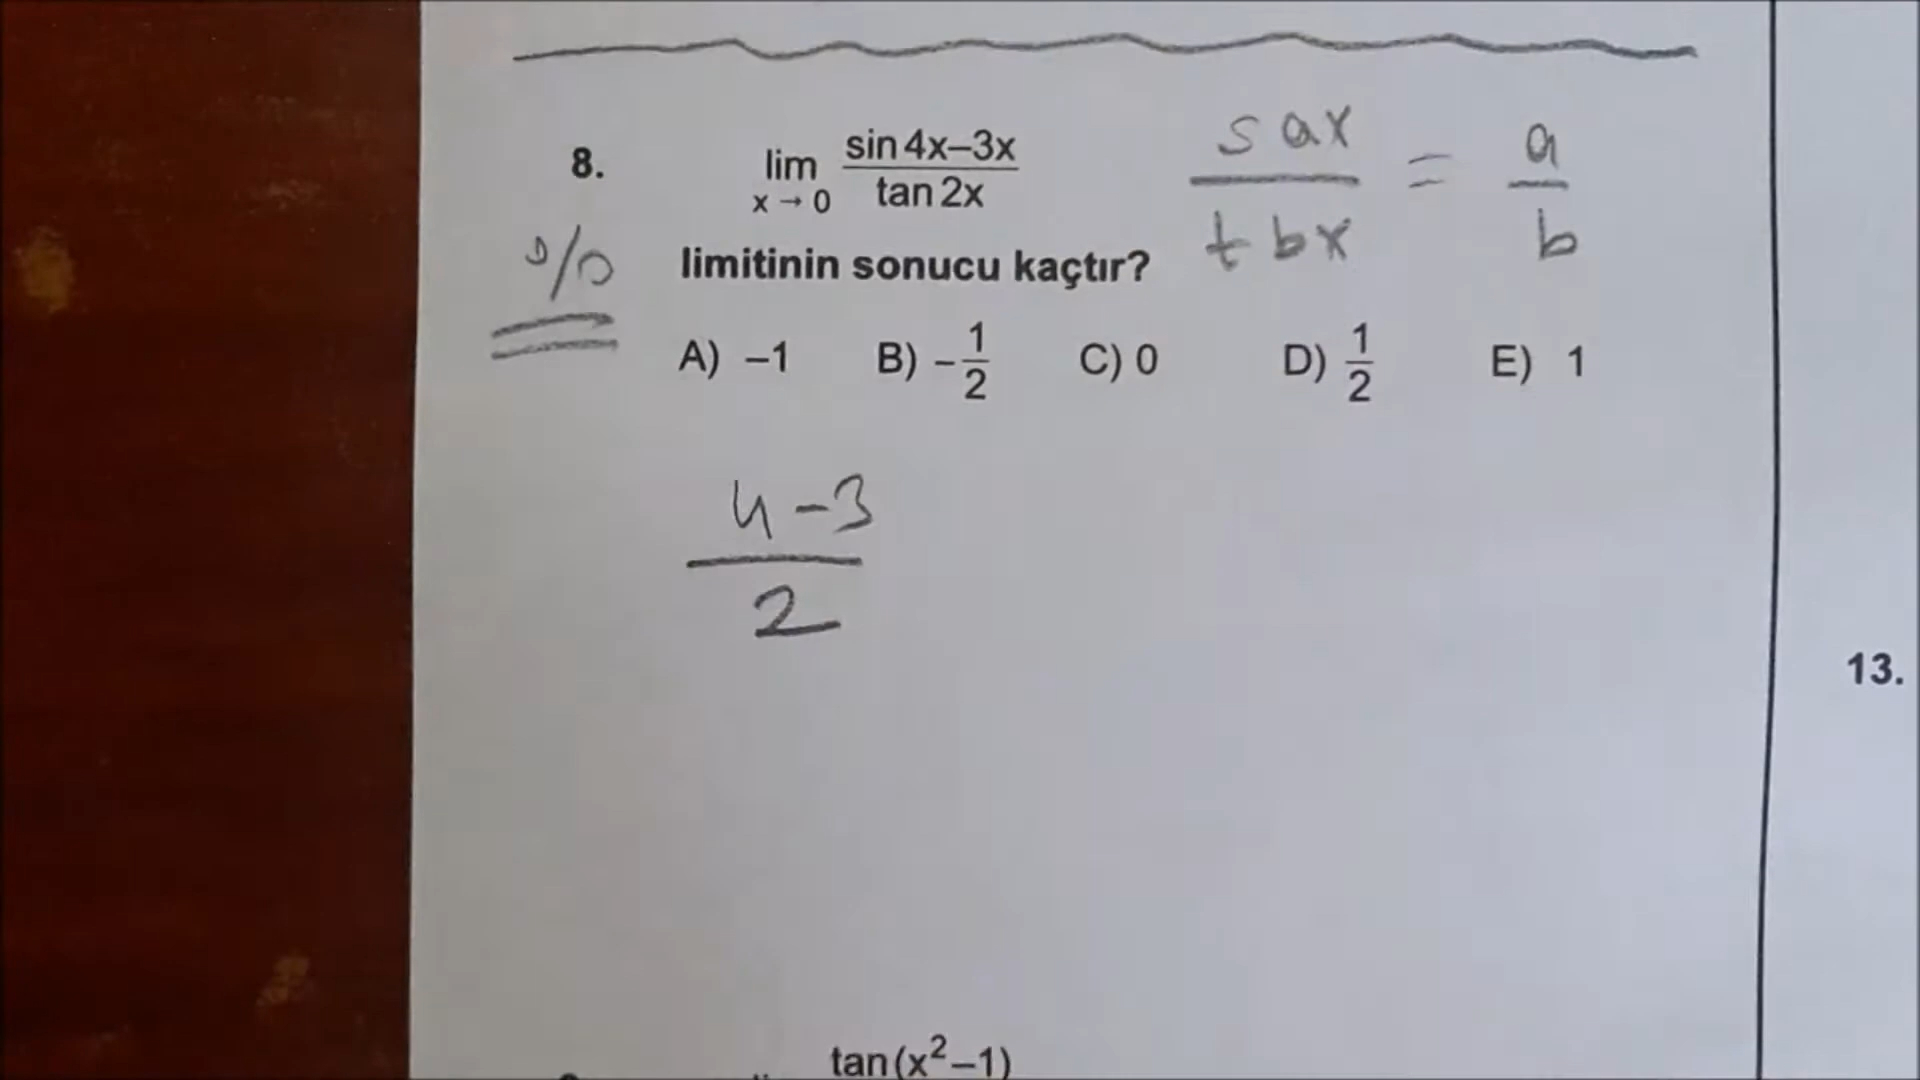 8.
lim x→0 sin 4x–3x / tan 2x
s ax / t bx = a / b
0/0
limitinin sonucu kaçtır?
A) –1 B) -1/2 C) 0 D) 1/2 E) 1
4-3 / 2
13.
tan(x²–1)